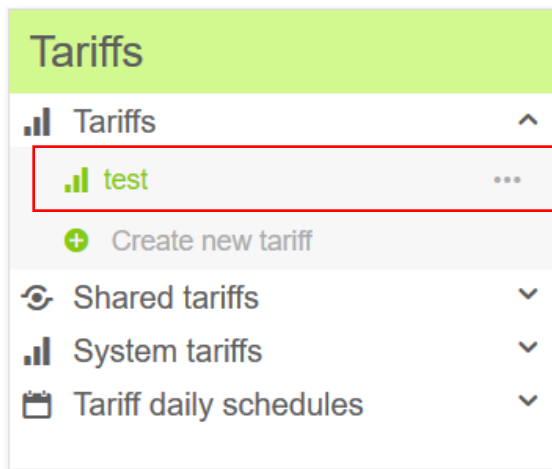 Tariffs
Tariffs
test
Create new tariff
Shared tariffs
System tariffs
Tariff daily schedules